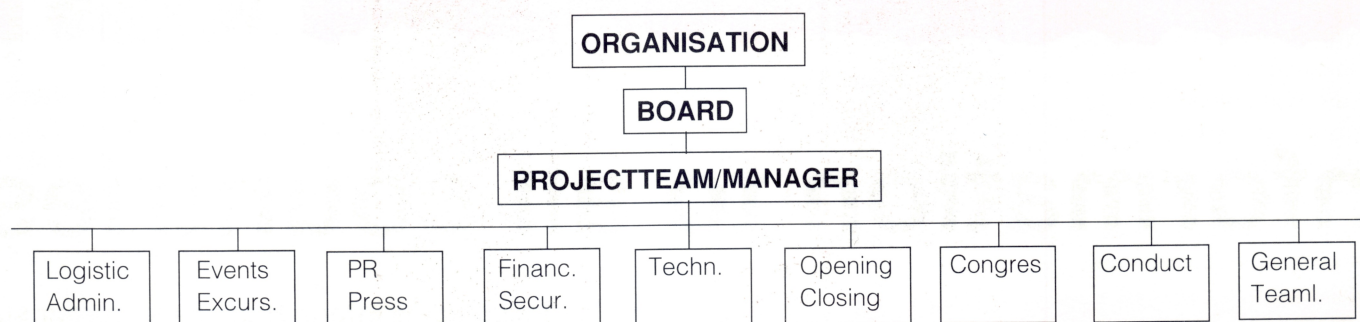 ORGANISATION
BOARD
PROJECTTEAM/MANAGER
Logistic
Admin.
Events
Excurs.
PR
Press
Financ.
Secur.
Techn.
Opening
Closing
Congres
Conduct
General
Teaml.